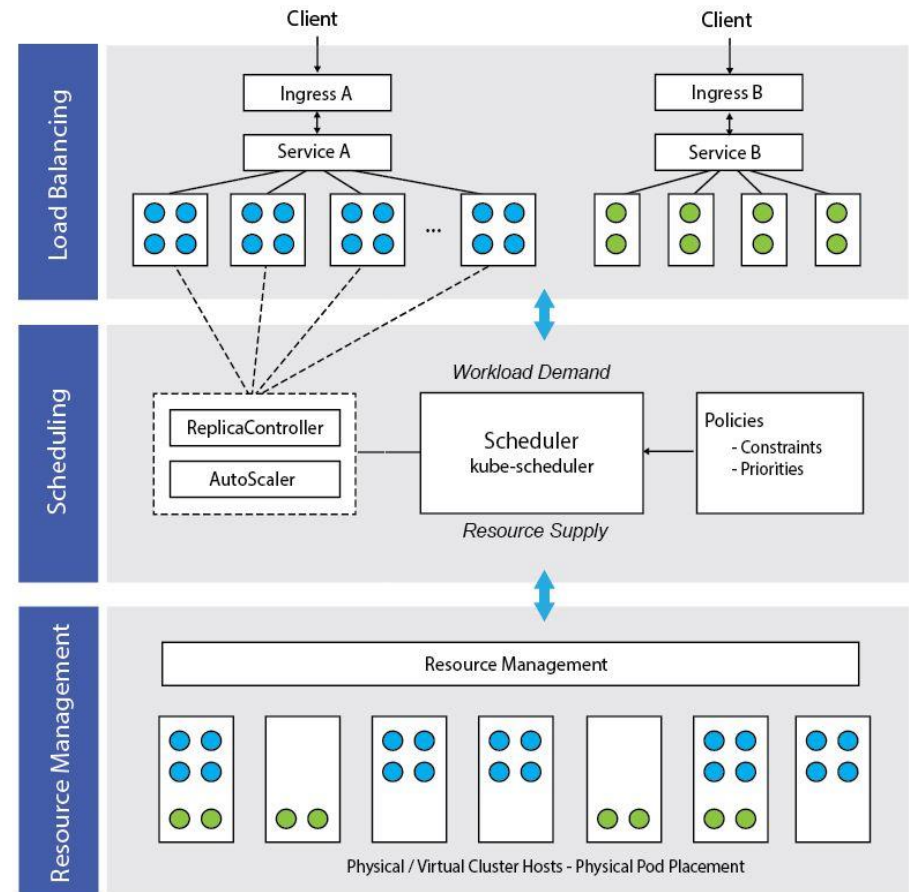 Client
Client
Load Balancing
Ingress A
Ingress B
Service A
Service B
...
Scheduling
Workload Demand
ReplicaController
AutoScaler
Scheduler
kube-scheduler
Policies
- Constraints
- Priorities
Resource Supply
Resource Management
Resource Management
Physical / Virtual Cluster Hosts - Physical Pod Placement